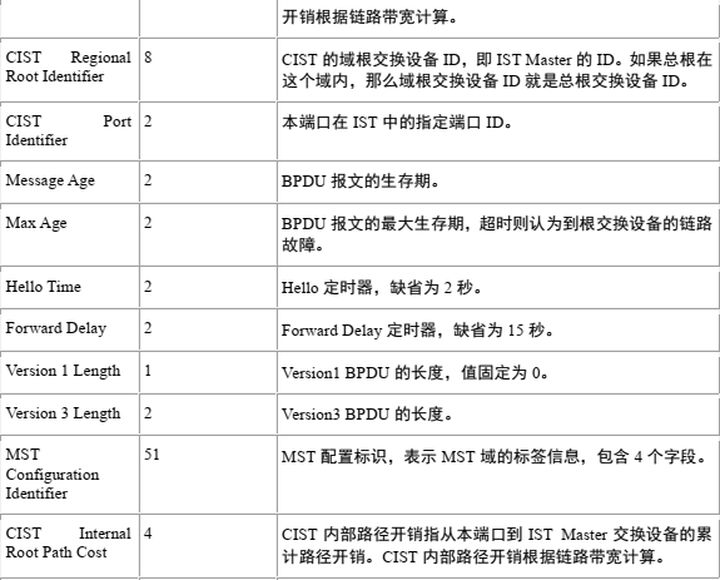 开销根据链路带宽计算。
CIST Regional
Root Identifier
8
CIST 的域根交换设备 ID，即 IST Master 的 ID。如果总根在
这个域内，那么域根交换设备 ID 就是总根交换设备 ID。
CIST Port
Identifier
2
本端口在 IST 中的指定端口 ID。
Message Age
2
BPDU 报文的生存期。
Max Age
2
BPDU 报文的最大生存期，超时则认为到根交换设备的链路
故障。
Hello Time
2
Hello 定时器，缺省为 2 秒。
Forward Delay
2
Forward Delay 定时器，缺省为 15 秒。
Version 1 Length
1
Version1 BPDU 的长度，值固定为 0。
Version 3 Length
2
Version3 BPDU 的长度。
MST
Configuration
Identifier
51
MST 配置标识，表示 MST 域的标签信息，包含 4 个字段。
CIST Internal
Root Path Cost
4
CIST 内部路径开销指从本端口到 IST Master 交换设备的累
计路径开销。CIST 内部路径开销根据链路带宽计算。